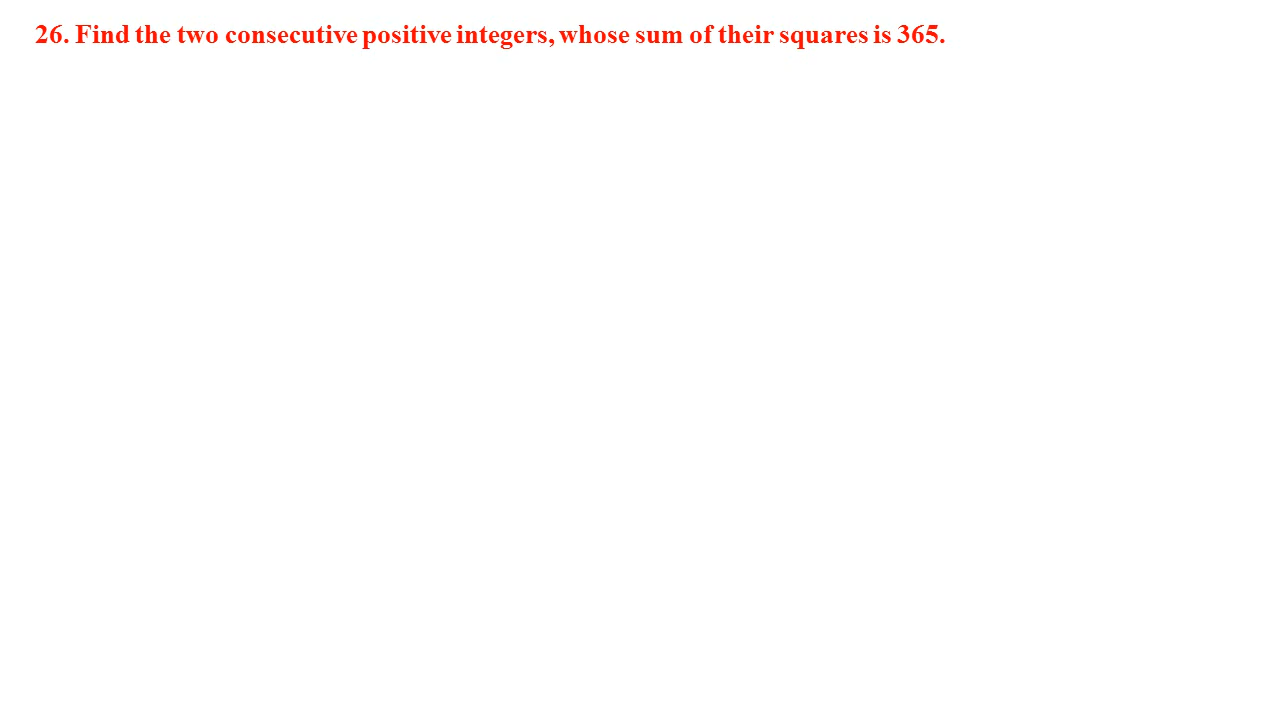 26. Find the two consecutive positive integers, whose sum of their squares is 365.